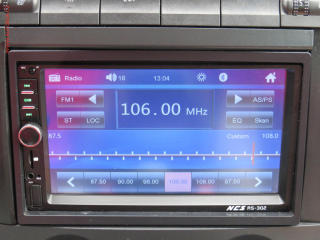 Radio 16 13:04
FM1 AS/PS
106.00 MHz
ST LOC EQ Skan
87.5 Custom 108.0
87.50 90.00 98.00 106.00 108.00 87.50
NCS RS-302